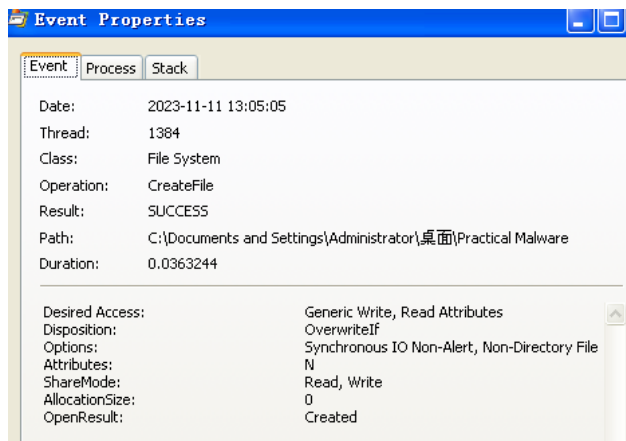 Event Properties
Event Process Stack
Date: 2023-11-11 13:05:05
Thread: 1384
Class: File System
Operation: CreateFile
Result: SUCCESS
Path: C:\Documents and Settings\Administrator\桌面\Practical Malware
Duration: 0.0363244
Desired Access: Generic Write, Read Attributes
Disposition: OverwriteIf
Options: Synchronous IO Non-Alert, Non-Directory File
Attributes: N
ShareMode: Read, Write
AllocationSize: 0
OpenResult: Created